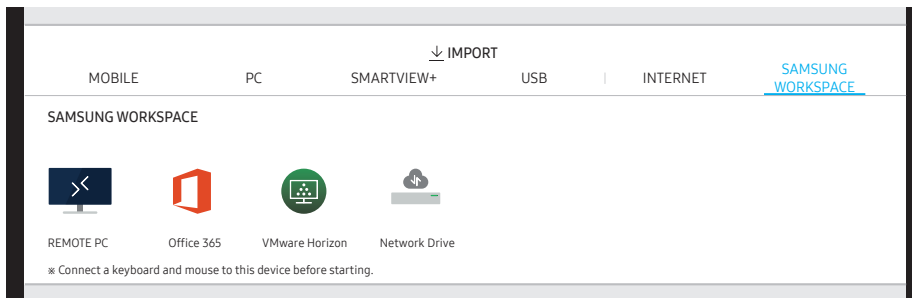 IMPORT
MOBILE PC SMARTVIEW+ USB INTERNET SAMSUNG WORKSPACE
SAMSUNG WORKSPACE
REMOTE PC Office 365 VMware Horizon Network Drive
※ Connect a keyboard and mouse to this device before starting.